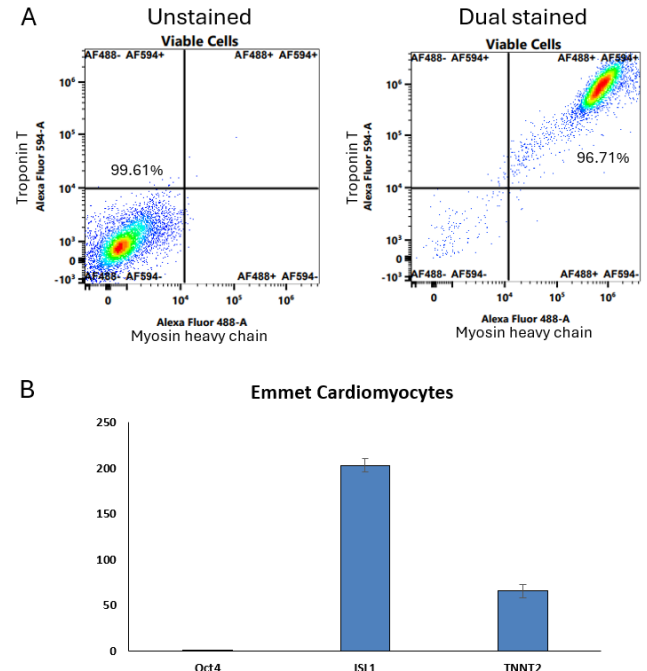 A
Unstained
Dual stained
Viable Cells
Viable Cells
AF488- AF594+
AF488+ AF594+
AF488- AF594+
AF488+ AF594+
10⁶
10⁵
10⁴
10³
0
-10³
10⁶
10⁵
10⁴
10³
0
-10³
Troponin T
Alexa Fluor 594-A
Troponin T
Alexa Fluor 594-A
99.61%
96.71%
AF488- AF594-
AF488+ AF594-
AF488- AF594-
AF488+ AF594-
0
10⁴
10⁵
10⁶
0
10⁴
10⁵
10⁶
Alexa Fluor 488-A
Myosin heavy chain
Alexa Fluor 488-A
Myosin heavy chain
B
Emmet Cardiomyocytes
250
200
150
100
50
0
Oct4
ISL1
TNNT2